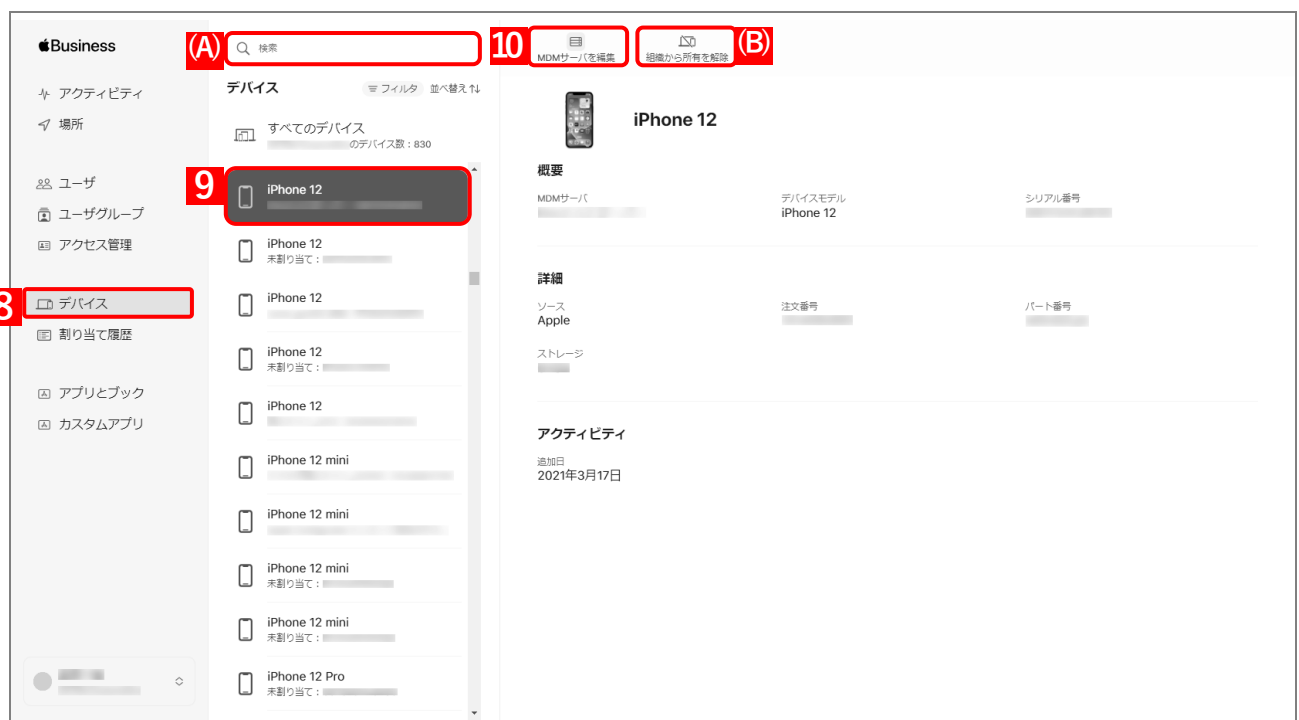 Business
アクティビティ
場所
ユーザ
ユーザグループ
アクセス管理
8
デバイス
割り当て履歴
アプリとブック
カスタムアプリ
(A)
検索
デバイス
フィルタ
並べ替え
すべてのデバイス
のデバイス数：830
9
iPhone 12
iPhone 12
未割り当て：
iPhone 12
iPhone 12
未割り当て：
iPhone 12
iPhone 12 mini
iPhone 12 mini
iPhone 12 mini
未割り当て：
iPhone 12 mini
未割り当て：
iPhone 12 Pro
未割り当て：
10
MDMサーバを編集
組織から所有を解除
(B)
iPhone 12
概要
MDMサーバ
デバイスモデル
シリアル番号
iPhone 12
詳細
ソース
注文番号
パート番号
Apple
ストレージ
アクティビティ
追加日
2021年3月17日